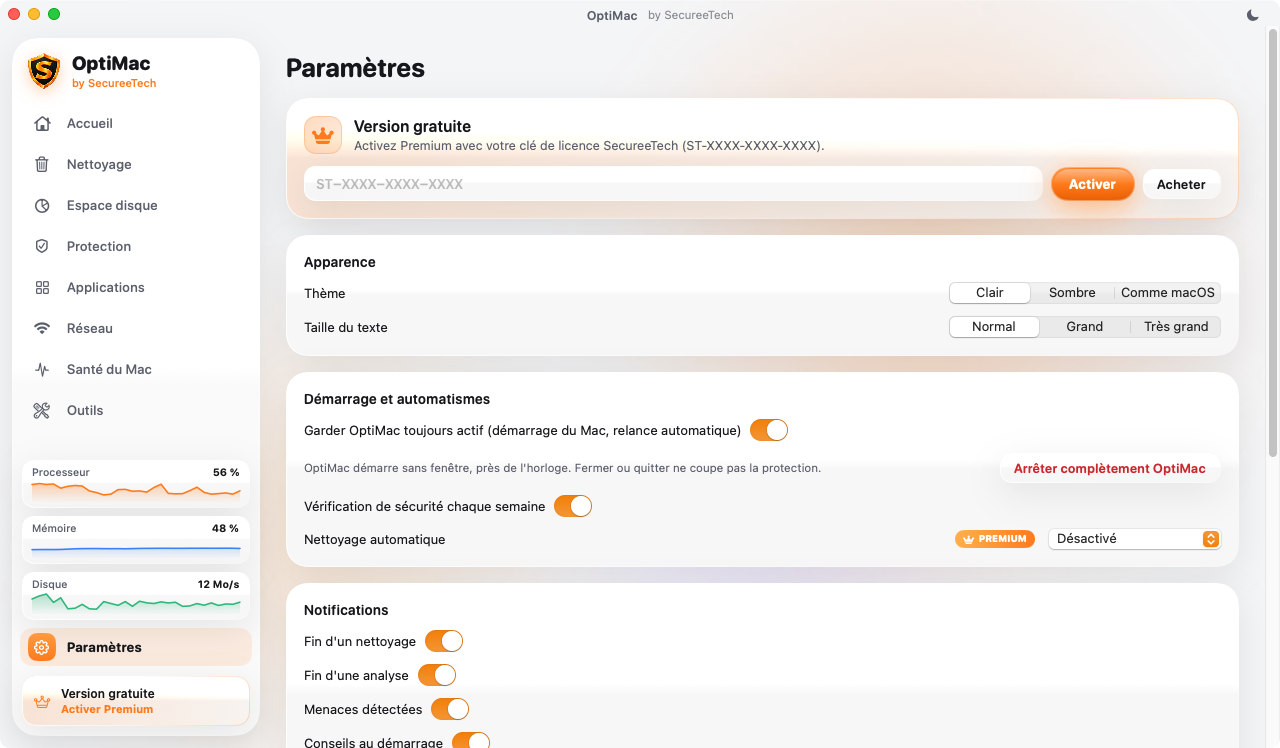 OptiMac by SecureeTech
OptiMac
by SecureeTech
Accueil
Nettoyage
Espace disque
Protection
Applications
Réseau
Santé du Mac
Outils
Processeur 56 %
Mémoire 48 %
Disque 12 Mo/s
Paramètres
Version gratuite
Activer Premium
Paramètres
Version gratuite
Activez Premium avec votre clé de licence SecureeTech (ST-XXXX-XXXX-XXXX).
ST–XXXX–XXXX–XXXX Activer Acheter
Apparence
Thème Clair Sombre Comme macOS
Taille du texte Normal Grand Très grand
Démarrage et automatismes
Garder OptiMac toujours actif (démarrage du Mac, relance automatique)
OptiMac démarre sans fenêtre, près de l'horloge. Fermer ou quitter ne coupe pas la protection. Arrêter complètement OptiMac
Vérification de sécurité chaque semaine
Nettoyage automatique PREMIUM Désactivé
Notifications
Fin d'un nettoyage
Fin d'une analyse
Menaces détectées
Conseils au démarrage